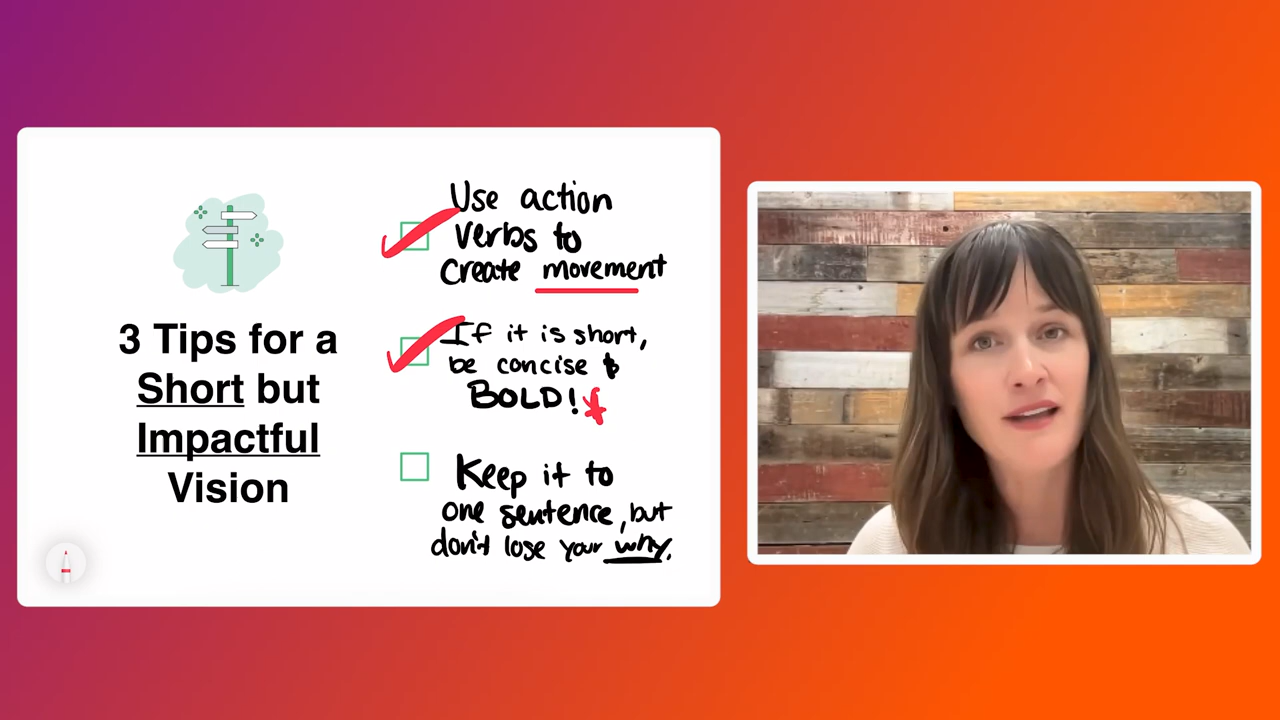 3 Tips for a
Short but
Impactful
Vision
Use action
verbs to
create movement
If it is short,
be concise &
BOLD!
Keep it to
one sentence, but
don't lose your why.